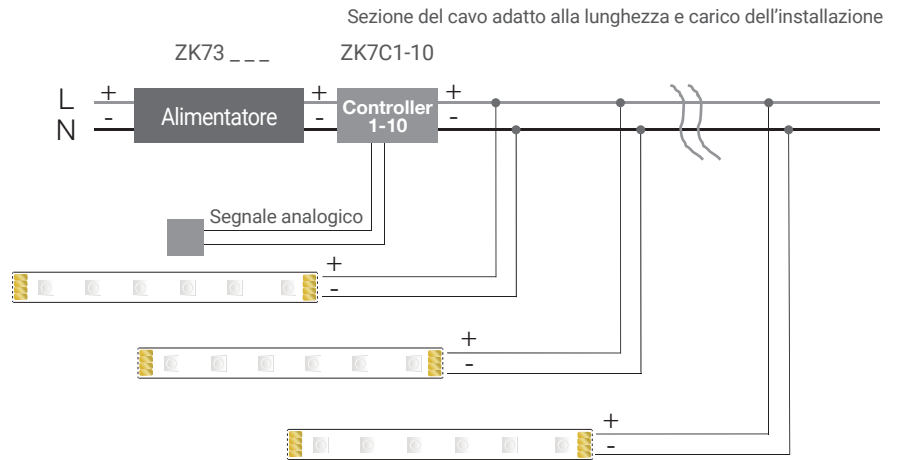 Sezione del cavo adatto alla lunghezza e carico dell'installazione
ZK73 _ _ _ ZK7C1-10
L + Alimentatore + Controller +
N - - 1-10 -
Segnale analogico
+
-
+
-
+
-